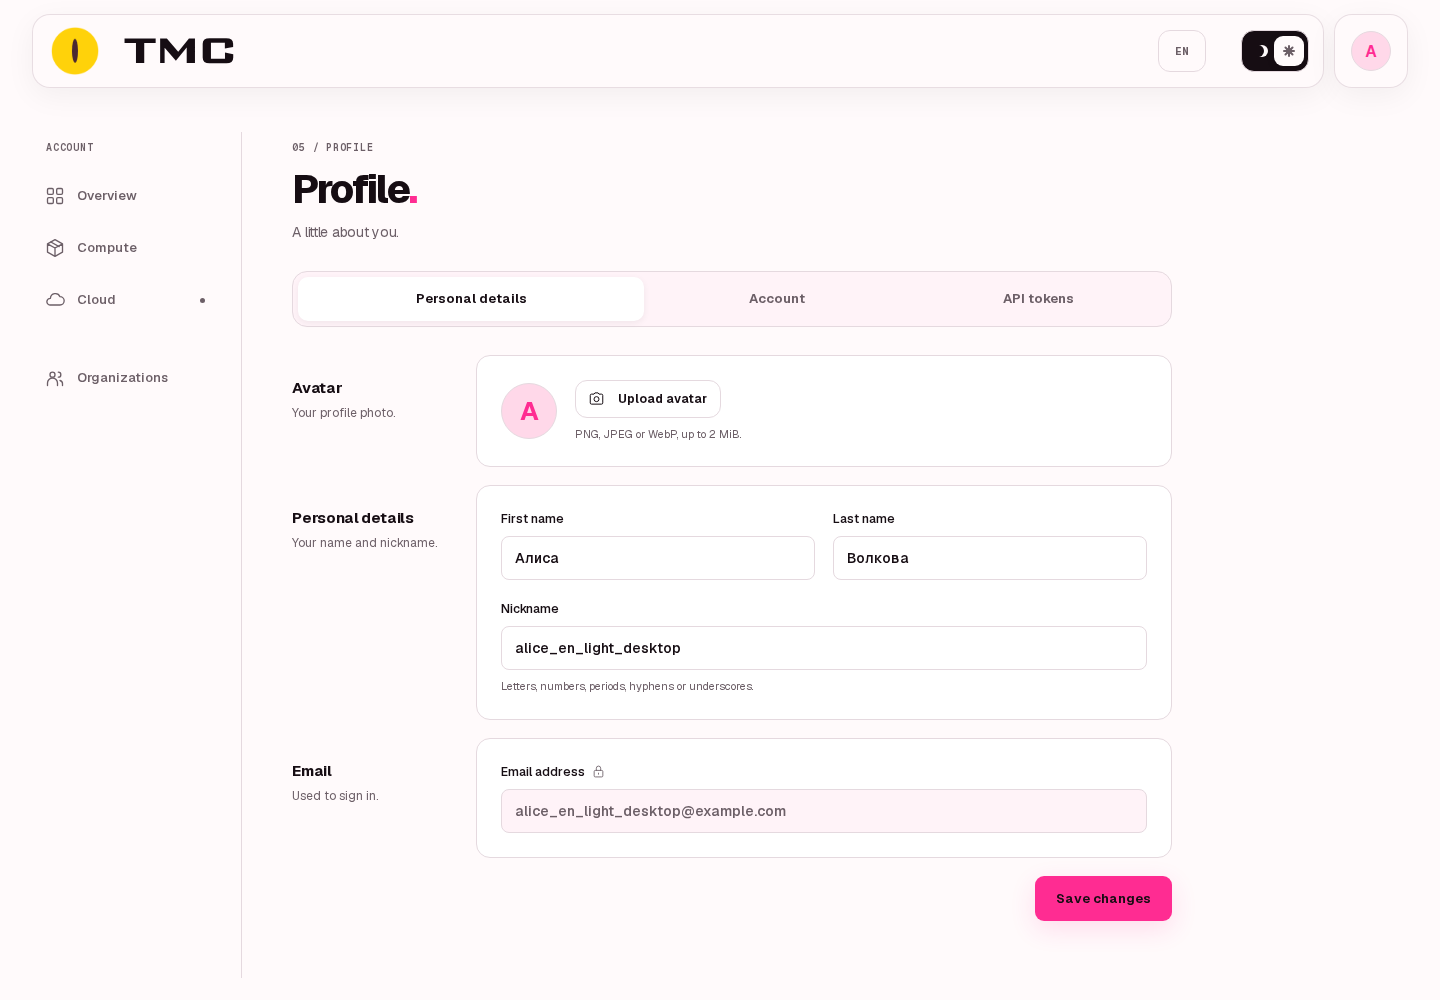 TMC
EN
A
ACCOUNT
Overview
Compute
Cloud
Organizations
05 / PROFILE
Profile.
A little about you.
Personal details
Account
API tokens
Avatar
Your profile photo.
A
Upload avatar
PNG, JPEG or WebP, up to 2 MiB.
Personal details
Your name and nickname.
First name
Last name
Алиса
Волкова
Nickname
alice_en_light_desktop
Letters, numbers, periods, hyphens or underscores.
Email
Used to sign in.
Email address
alice_en_light_desktop@example.com
Save changes